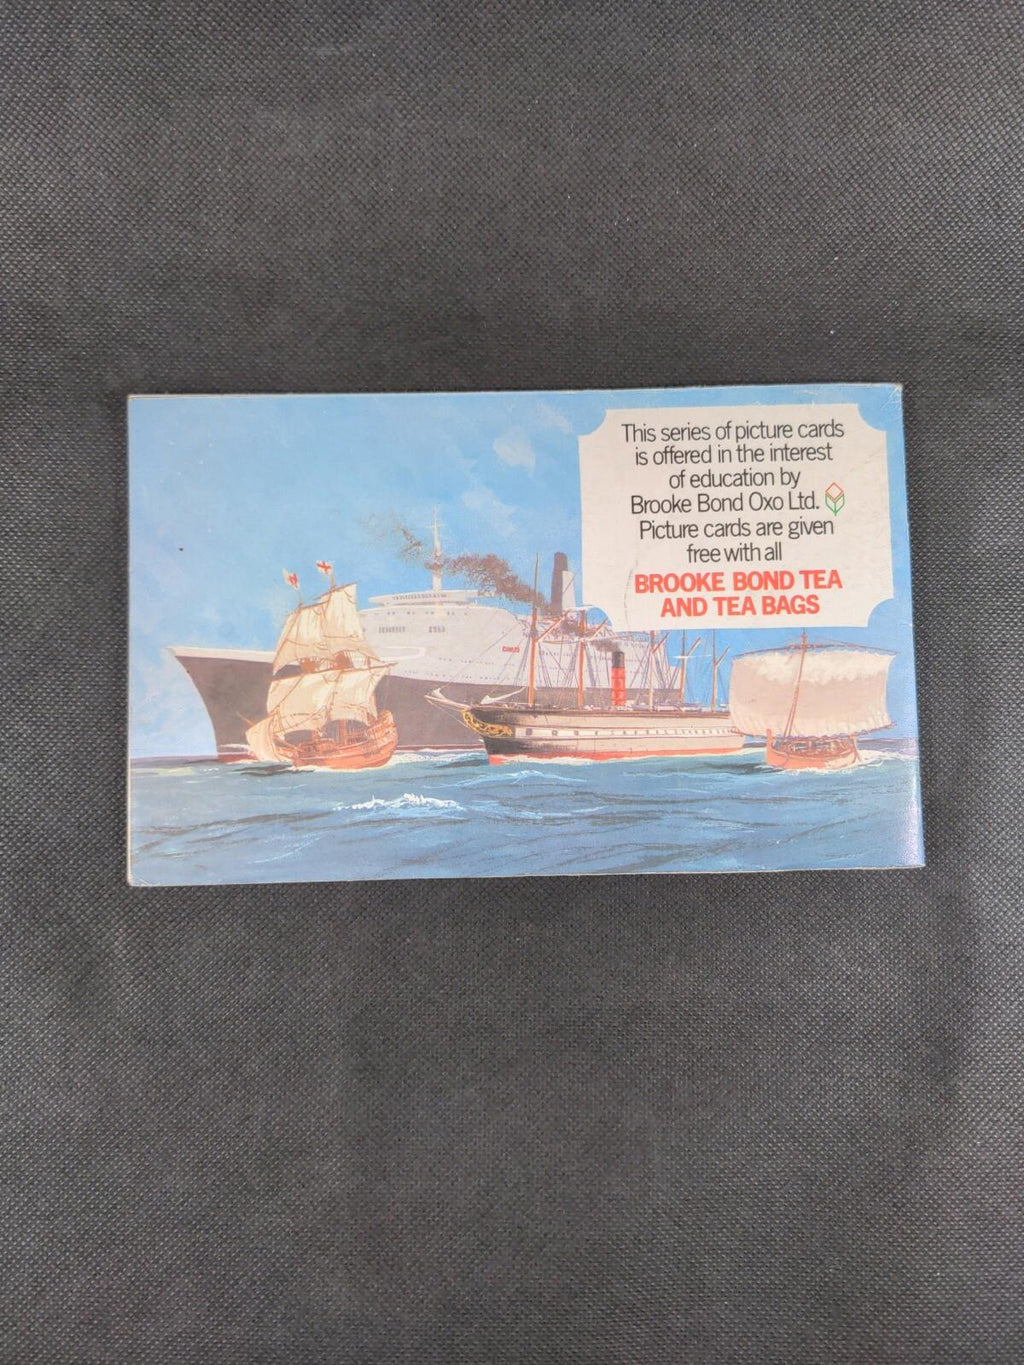 This series of picture cards
is offered in the interest
of education by
Brooke Bond Oxo Ltd.
Picture cards are given
free with all
BROOKE BOND TEA
AND TEA BAGS